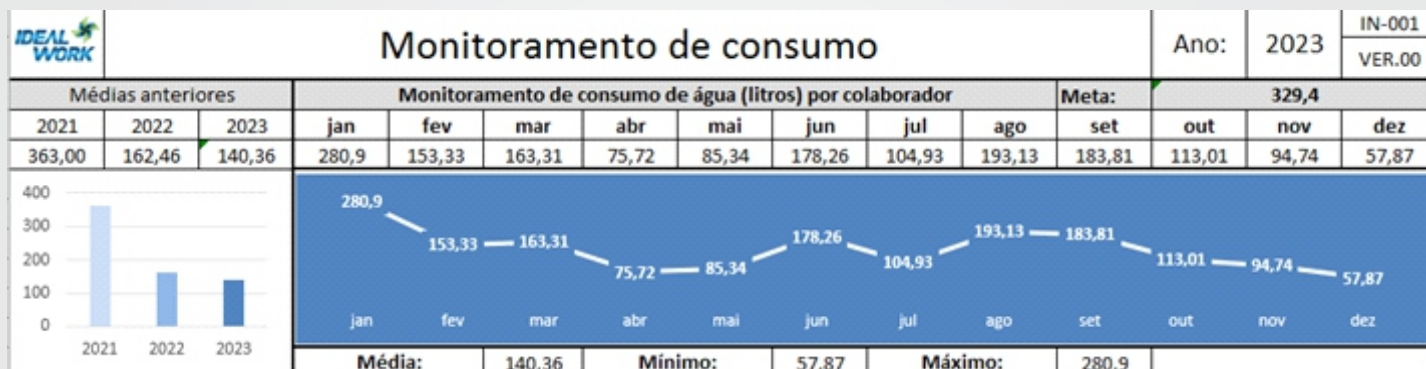 IDEAL WORK
Monitoramento de consumo
Ano:
2023
IN-001
VER.00
Médias anteriores
Monitoramento de consumo de água (litros) por colaborador
Meta:
329,4
2021 2022 2023 jan fev mar abr mai jun jul ago set out nov dez
363,00 162,46 140,36 280,9 153,33 163,31 75,72 85,34 178,26 104,93 193,13 183,81 113,01 94,74 57,87
400
300
200
100
0
2021 2022 2023
280,9 153,33 163,31 75,72 85,34 178,26 104,93 193,13 183,81 113,01 94,74 57,87
jan fev mar abr mai jun jul ago set out nov dez
Média: 140,36 Mínimo: 57,87 Máximo: 280,9